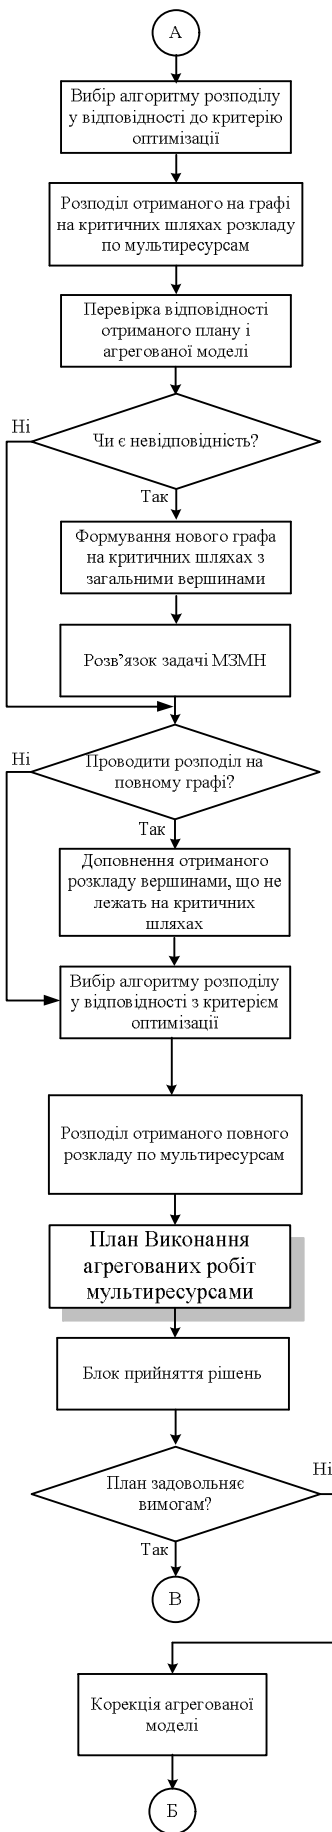 А
Вибір алгоритму розподілу
у відповідності до критерію
оптимізації
Розподіл отриманого на графі
на критичних шляхах розкладу
по мультиресурсам
Перевірка відповідності
отриманого плану і
агрегованої моделі
Ні
Чи є невідповідність?
Так
Формування нового графа
на критичних шляхах з
загальними вершинами
Розв’язок задачі МЗМН
Ні
Проводити розподіл на
повному графі?
Так
Доповнення отриманого
розкладу вершинами, що не
лежать на критичних
шляхах
Вибір алгоритму розподілу
у відповідності з критерієм
оптимізації
Розподіл отриманого повного
розкладу по мультиресурсам
План Виконання
агрегованих робіт
мультиресурсами
Блок прийняття рішень
Ні
План задовольняє
вимогам?
Так
В
Корекція агрегованої
моделі
Б